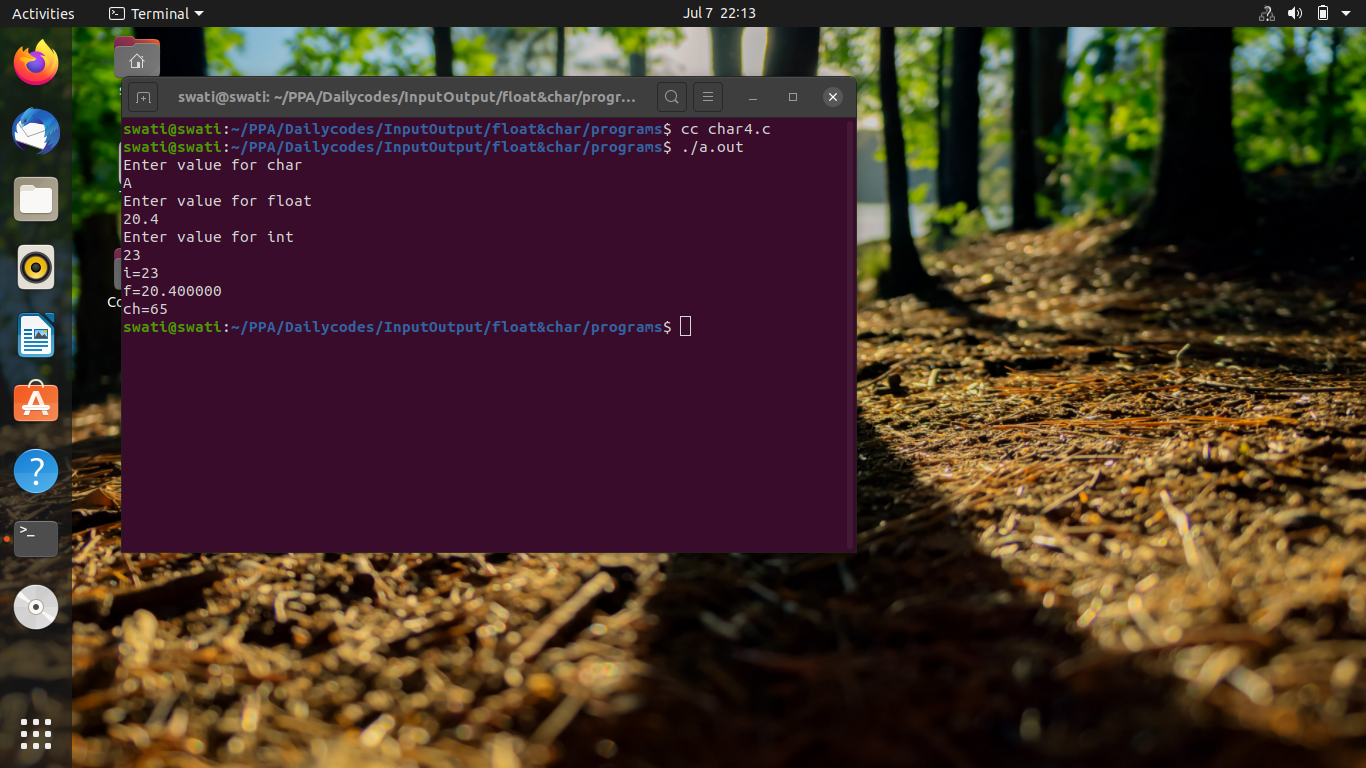 Activities
Terminal
Jul 7 22:13
swati@swati: ~/PPA/Dailycodes/InputOutput/float&char/progr...
swati@swati:~/PPA/Dailycodes/InputOutput/float&char/programs$ cc char4.c
swati@swati:~/PPA/Dailycodes/InputOutput/float&char/programs$ ./a.out
Enter value for char
A
Enter value for float
20.4
Enter value for int
23
i=23
f=20.400000
ch=65
swati@swati:~/PPA/Dailycodes/InputOutput/float&char/programs$